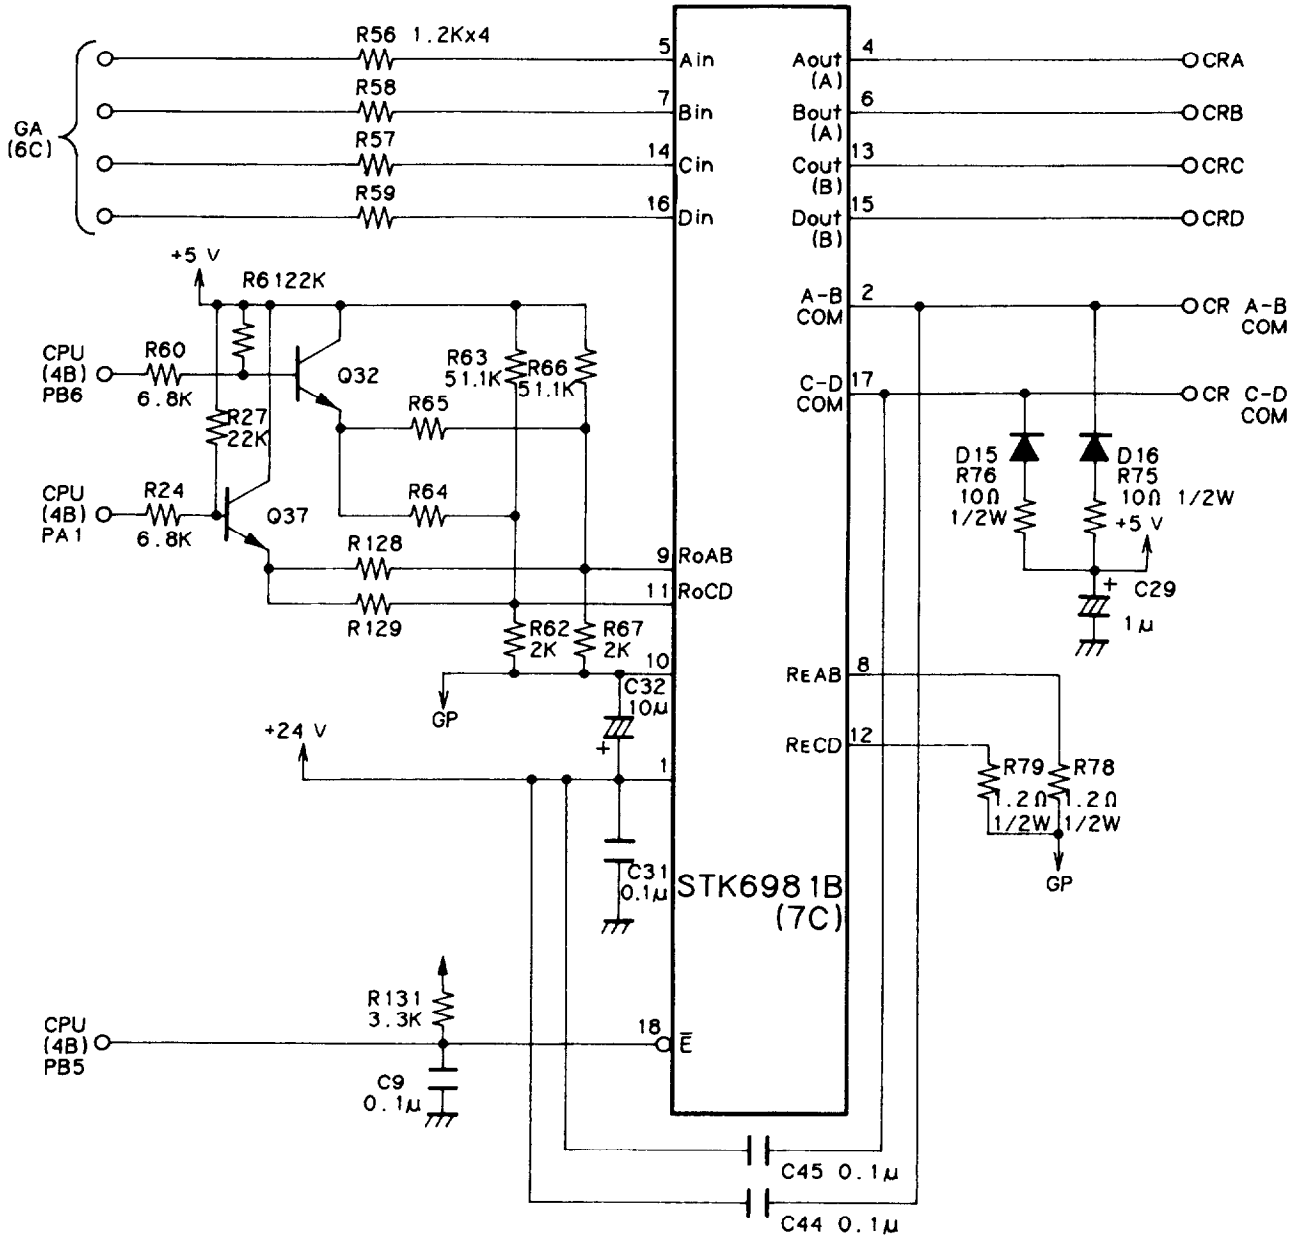 R56 1.2Kx4
5 Ain
Aout 4
(A)
CRA
R58
7 Bin
Bout 6
(A)
CRB
GA
(6C)
R57
14 Cin
Cout 13
(B)
CRC
R59
16 Din
Dout 15
(B)
CRD
+5 V
R6122K
A-B 2
COM
CR A-B
COM
CPU
(4B)
PB6
R60
6.8K
Q32
R63
51.1K
R66
51.1K
C-D 17
COM
CR C-D
COM
R27
22K
R65
D15
R76
10Ω
1/2W
D16
R75
10Ω 1/2W
+5 V
CPU
(4B)
PA1
R24
6.8K
Q37
R64
R128
9 RoAB
11 RoCD
R129
+
C29
1μ
R62
2K
R67
2K
10
REAB 8
C32
10μ
+
GP
+24 V
RECD 12
1
R79
1.2Ω
1/2W
R78
1.2Ω
1/2W
GP
C31
0.1μ
STK6981B
(7C)
R131
3.3K
CPU
(4B)
PB5
18 E̅
C9
0.1μ
C45 0.1μ
C44 0.1μ